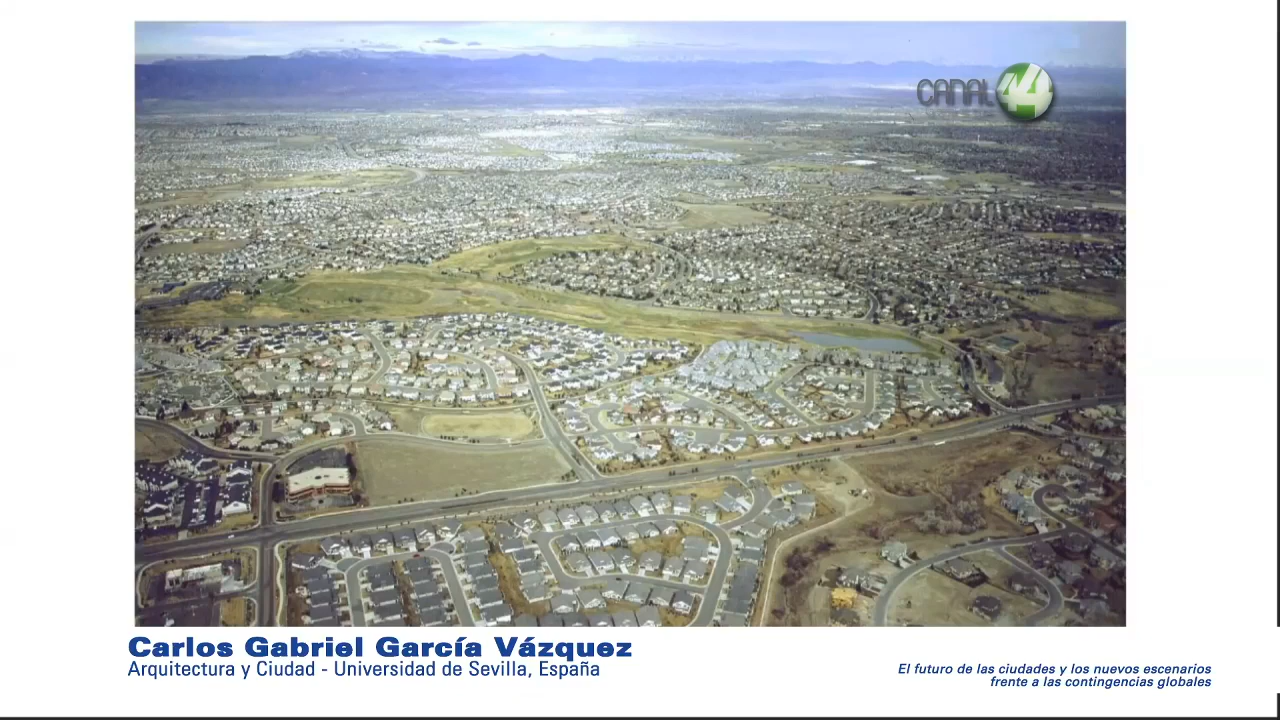 CANAL 44
Carlos Gabriel García Vázquez
Arquitectura y Ciudad - Universidad de Sevilla, España
El futuro de las ciudades y los nuevos escenarios
frente a las contingencias globales